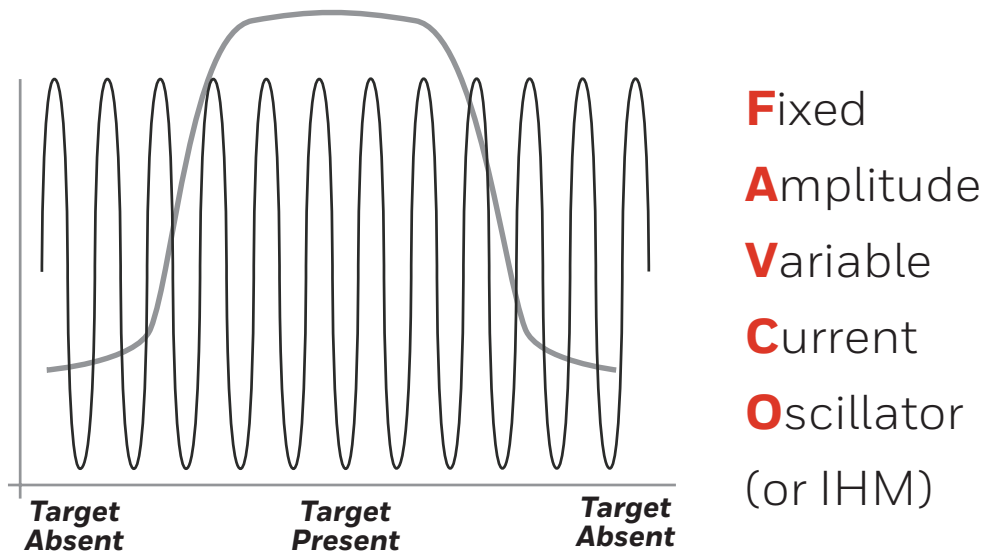 Fixed
Amplitude
Variable
Current
Oscillator
(or IHM)
Target
Absent
Target
Present
Target
Absent